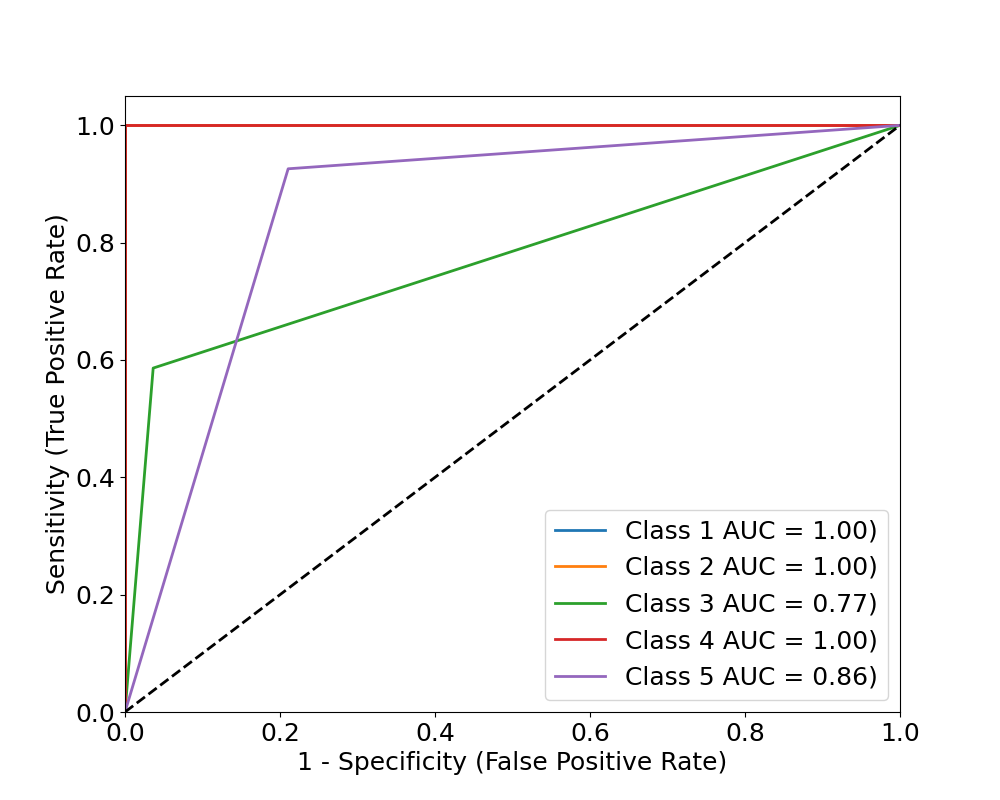 1.0
0.8
0.6
0.4
0.2
0.0
Sensitivity (True Positive Rate)
Class 1 AUC = 1.00)
Class 2 AUC = 1.00)
Class 3 AUC = 0.77)
Class 4 AUC = 1.00)
Class 5 AUC = 0.86)
0.0 0.2 0.4 0.6 0.8 1.0
1 - Specificity (False Positive Rate)